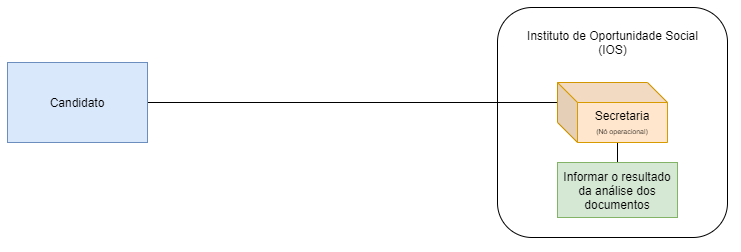 Instituto de Oportunidade Social
(IOS)
Candidato
Secretaria
(Nó operacional)
Informar o resultado
da análise dos
documentos